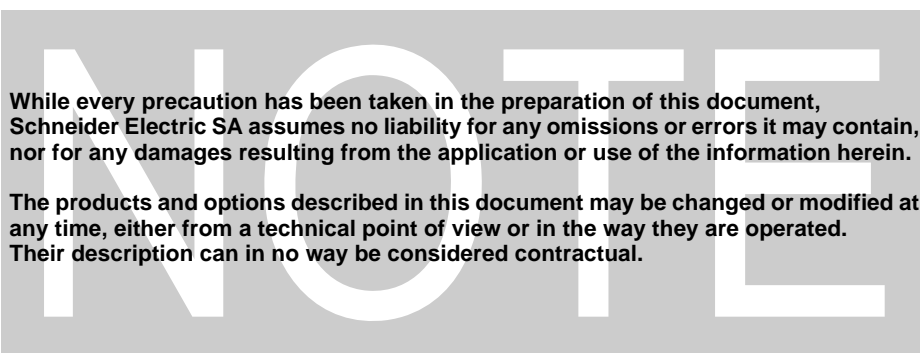 NOTE
While every precaution has been taken in the preparation of this document,
Schneider Electric SA assumes no liability for any omissions or errors it may contain,
nor for any damages resulting from the application or use of the information herein.
The products and options described in this document may be changed or modified at
any time, either from a technical point of view or in the way they are operated.
Their description can in no way be considered contractual.